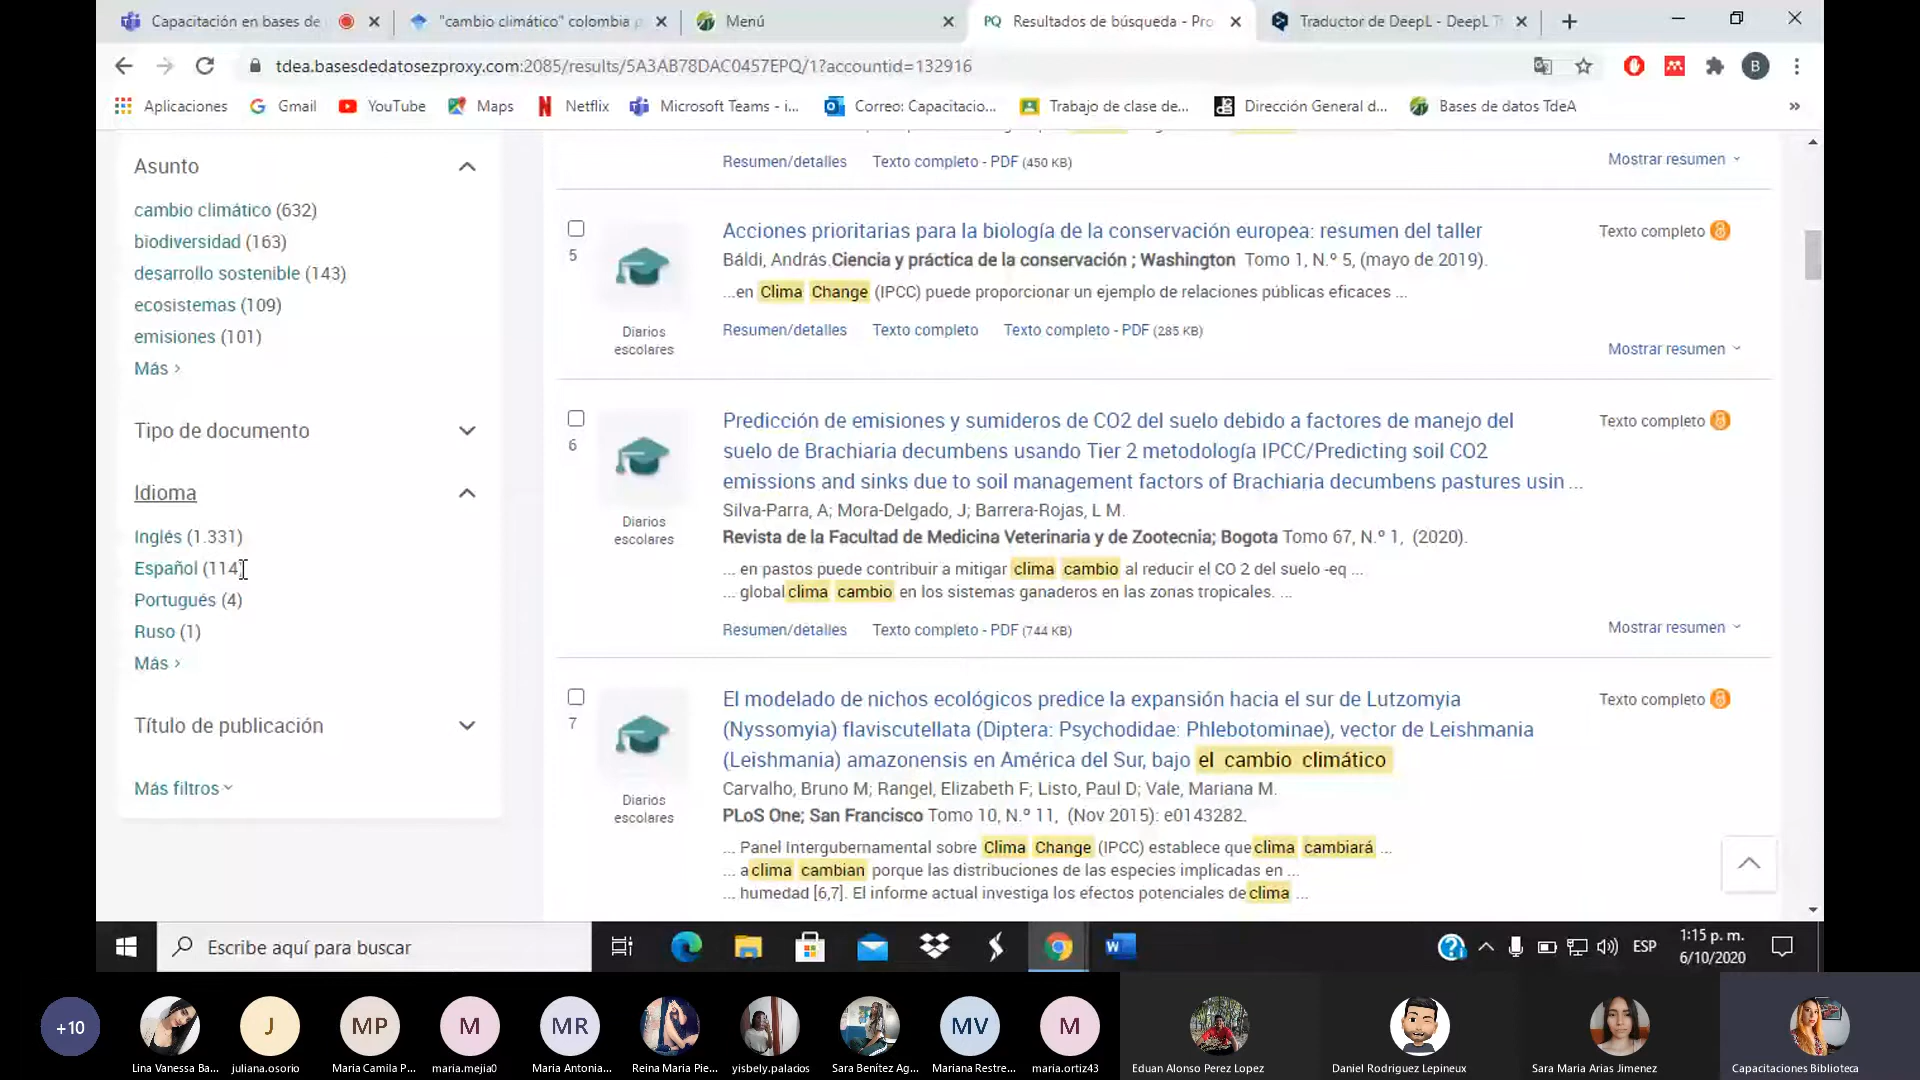 Capacitación en bases de
"cambio climático" colombia
Menú
Resultados de búsqueda - Pro
Traductor de DeepL - DeepL T
tdea.basesdedatosezproxy.com:2085/results/5A3AB78DAC0457EPQ/1?accountid=132916
B
Aplicaciones
Gmail
YouTube
Maps
Netflix
Microsoft Teams - i...
Correo: Capacitacio...
Trabajo de clase de...
Dirección General d...
Bases de datos TdeA
»
Asunto
cambio climático (632)
biodiversidad (163)
desarrollo sostenible (143)
ecosistemas (109)
emisiones (101)
Más >
Tipo de documento
Idioma
Inglés (1.331)
Español (114)
Portugués (4)
Ruso (1)
Más >
Título de publicación
Más filtros
Resumen/detalles Texto completo - PDF (450 KB)
Mostrar resumen
5
Diarios
escolares
Acciones prioritarias para la biología de la conservación europea: resumen del taller
Texto completo
Báldi, András.Ciencia y práctica de la conservación ; Washington Tomo 1, N.º 5, (mayo de 2019).
...en Clima Change (IPCC) puede proporcionar un ejemplo de relaciones públicas eficaces ...
Resumen/detalles Texto completo Texto completo - PDF (285 KB)
Mostrar resumen
6
Diarios
escolares
Predicción de emisiones y sumideros de CO2 del suelo debido a factores de manejo del
suelo de Brachiaria decumbens usando Tier 2 metodología IPCC/Predicting soil CO2
emissions and sinks due to soil management factors of Brachiaria decumbens pastures usin ...
Texto completo
Silva-Parra, A; Mora-Delgado, J; Barrera-Rojas, L M.
Revista de la Facultad de Medicina Veterinaria y de Zootecnia; Bogota Tomo 67, N.º 1, (2020).
... en pastos puede contribuir a mitigar clima cambio al reducir el CO 2 del suelo -eq ...
... global clima cambio en los sistemas ganaderos en las zonas tropicales. ...
Resumen/detalles Texto completo - PDF (744 KB)
Mostrar resumen
7
Diarios
escolares
El modelado de nichos ecológicos predice la expansión hacia el sur de Lutzomyia
(Nyssomyia) flaviscutellata (Diptera: Psychodidae: Phlebotominae), vector de Leishmania
(Leishmania) amazonensis en América del Sur, bajo el cambio climático
Texto completo
Carvalho, Bruno M; Rangel, Elizabeth F; Listo, Paul D; Vale, Mariana M.
PLoS One; San Francisco Tomo 10, N.º 11, (Nov 2015): e0143282.
... Panel Intergubernamental sobre Clima Change (IPCC) establece que clima cambiará ...
... a clima cambian porque las distribuciones de las especies implicadas en ...
... humedad [6,7]. El informe actual investiga los efectos potenciales de clima ...
Escribe aquí para buscar
ESP
1:15 p. m.
6/10/2020
+10
J
MP
M
MR
MV
M
Lina Vanessa Ba...
juliana.osorio
Maria Camila P...
maria.mejia0
Maria Antonia...
Reina Maria Pie...
yisbely.palacios
Sara Benítez Ag...
Mariana Restre...
maria.ortiz43
Eduan Alonso Perez Lopez
Daniel Rodriguez Lepineux
Sara Maria Arias Jimenez
Capacitaciones Biblioteca